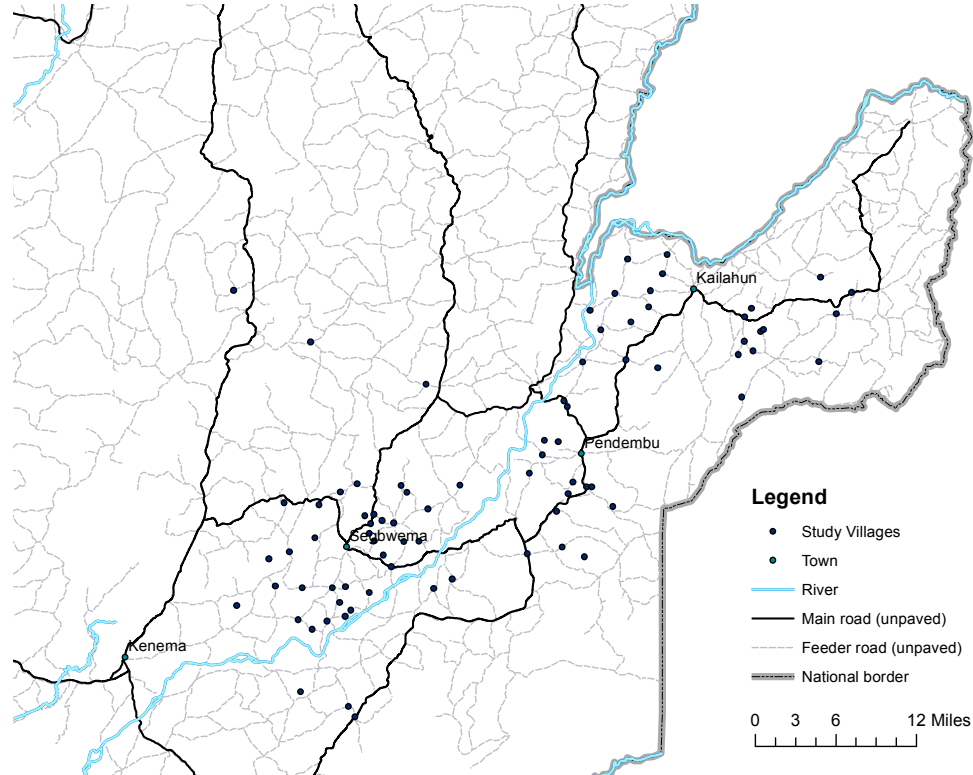 Kailahun
Pendembu
Segbwema
Kenema
Legend
Study Villages
Town
River
Main road (unpaved)
Feeder road (unpaved)
National border
0 3 6 12 Miles